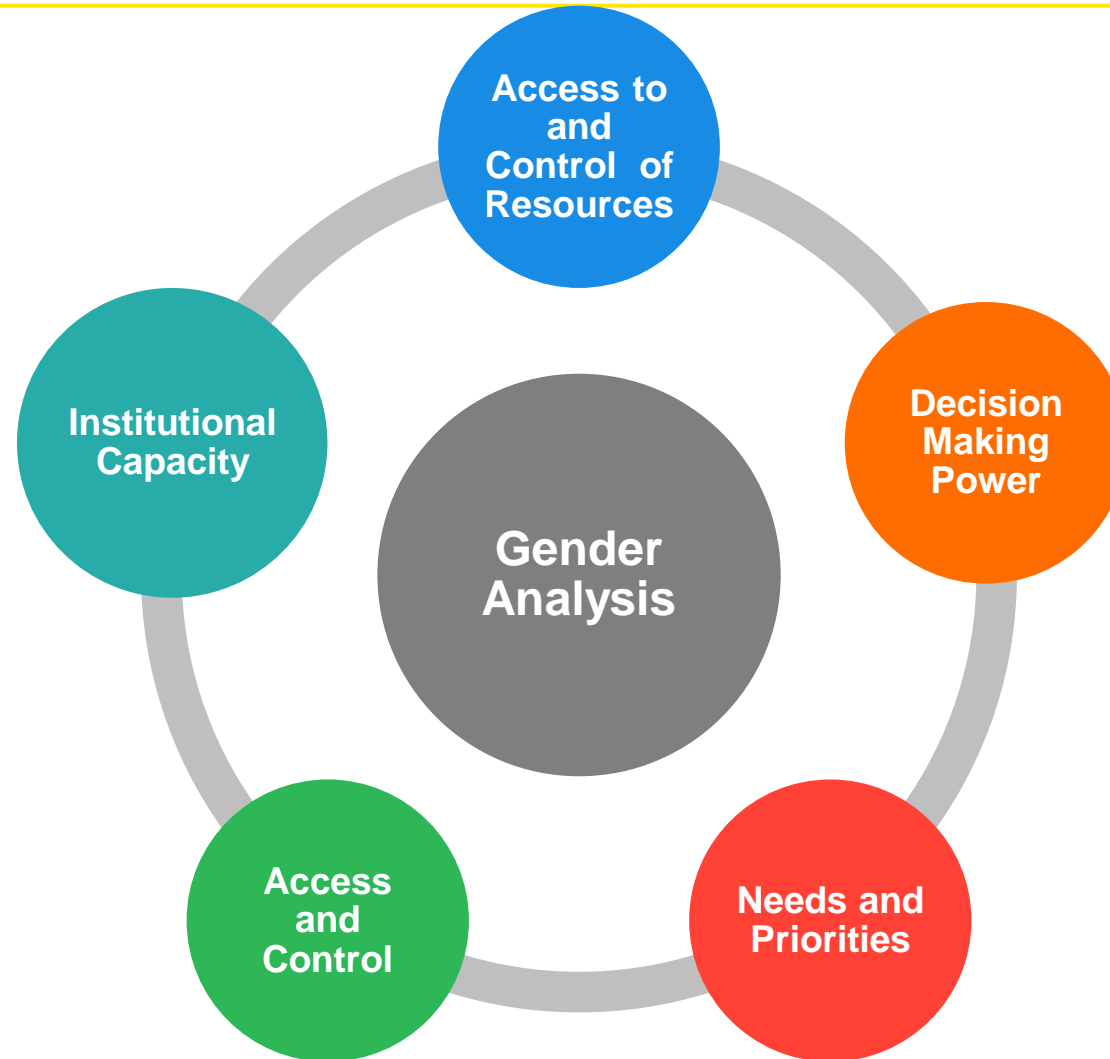 Access to
and
Control of
Resources
Decision
Making
Power
Institutional
Capacity
Gender
Analysis
Needs and
Priorities
Access
and
Control